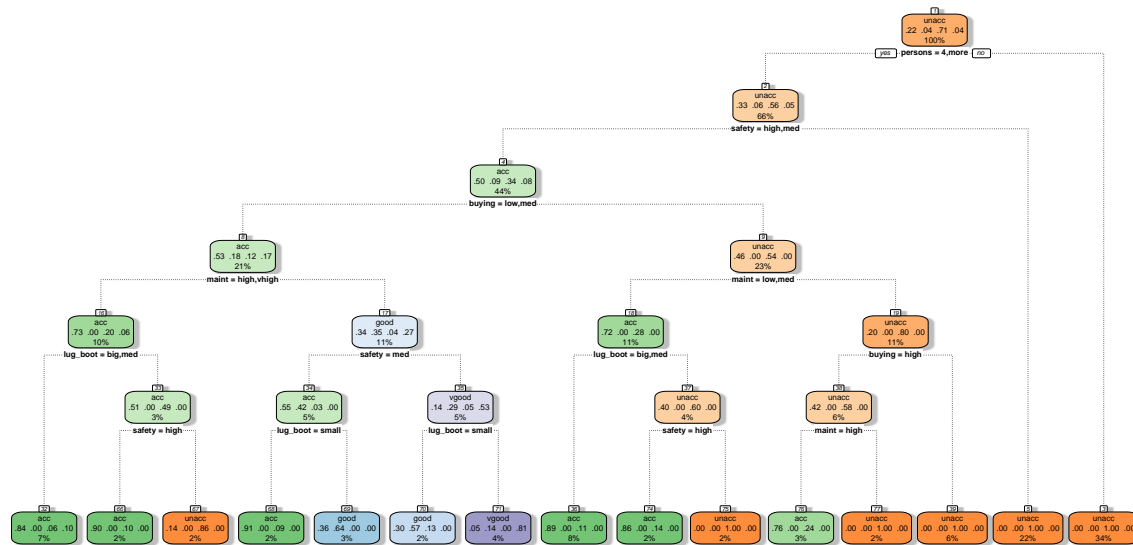 1
unacc
.22 .04 .71 .04
100%
yes persons = 4,more no
2
unacc
.33 .06 .56 .05
66%
safety = high,med
4
acc
.50 .09 .34 .08
44%
buying = low,med
8 9
acc unacc
.53 .18 .12 .17 .46 .00 .54 .00
21% 23%
maint = high,vhigh maint = low,med
16 17 18 19
acc good acc unacc
.73 .00 .20 .06 .34 .35 .04 .27 .72 .00 .28 .00 .20 .00 .80 .00
10% 11% 11% 11%
lug_boot = big,med safety = med lug_boot = big,med buying = high
33 34 35 37 38
acc acc vgood unacc unacc
.51 .00 .49 .00 .55 .42 .03 .00 .14 .29 .05 .53 .40 .00 .60 .00 .42 .00 .58 .00
3% 5% 5% 4% 6%
safety = high lug_boot = small lug_boot = small safety = high maint = high
32 66 67 68 69 70 71 36 74 75 76 77 39 5 3
acc acc unacc acc good good vgood acc acc unacc acc unacc unacc unacc unacc
.84 .00 .06 .10 .90 .00 .10 .00 .14 .00 .86 .00 .91 .00 .09 .00 .36 .64 .00 .00 .30 .57 .13 .00 .05 .14 .00 .81 .89 .00 .11 .00 .86 .00 .14 .00 .00 .00 1.00 .00 .76 .00 .24 .00 .00 .00 1.00 .00 .00 .00 1.00 .00 .00 .00 1.00 .00 .00 .00 1.00 .00
7% 2% 2% 2% 3% 2% 4% 8% 2% 2% 3% 2% 6% 22% 34%